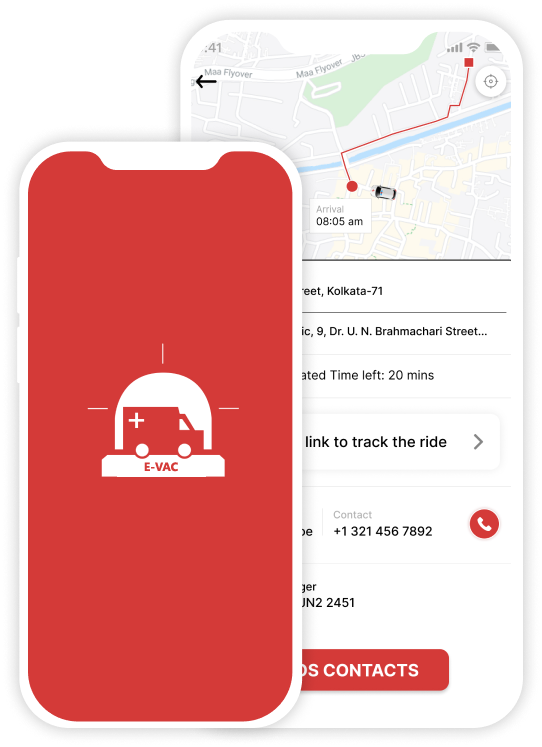 :41
Maa Flyover
Maa Flyover
Arrival
08:05 am
reet, Kolkata-71
ic, 9, Dr. U. N. Brahmachari Street...
ated Time left: 20 mins
link to track the ride
E-VAC
Contact
+1 321 456 7892
ger
UN2 2451
OS CONTACTS